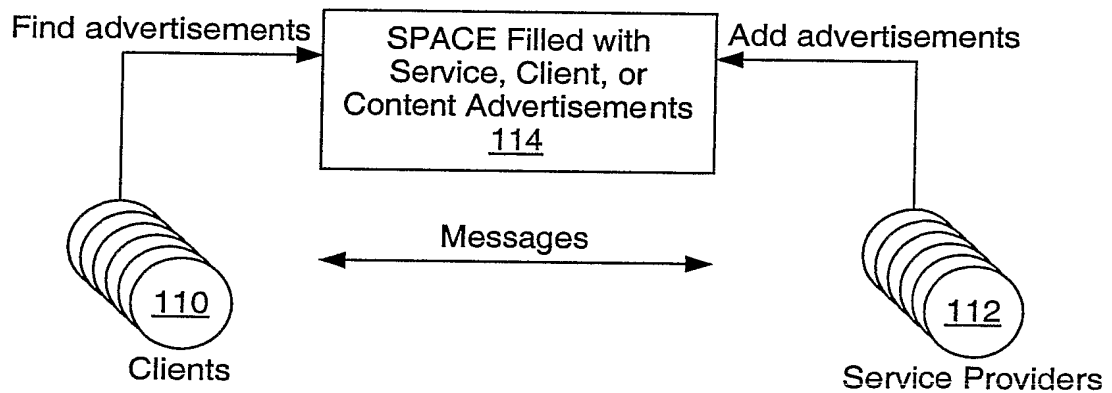 Find advertisements
SPACE Filled with
Service, Client, or
Content Advertisements
114
Add advertisements
Messages
110
Clients
112
Service Providers